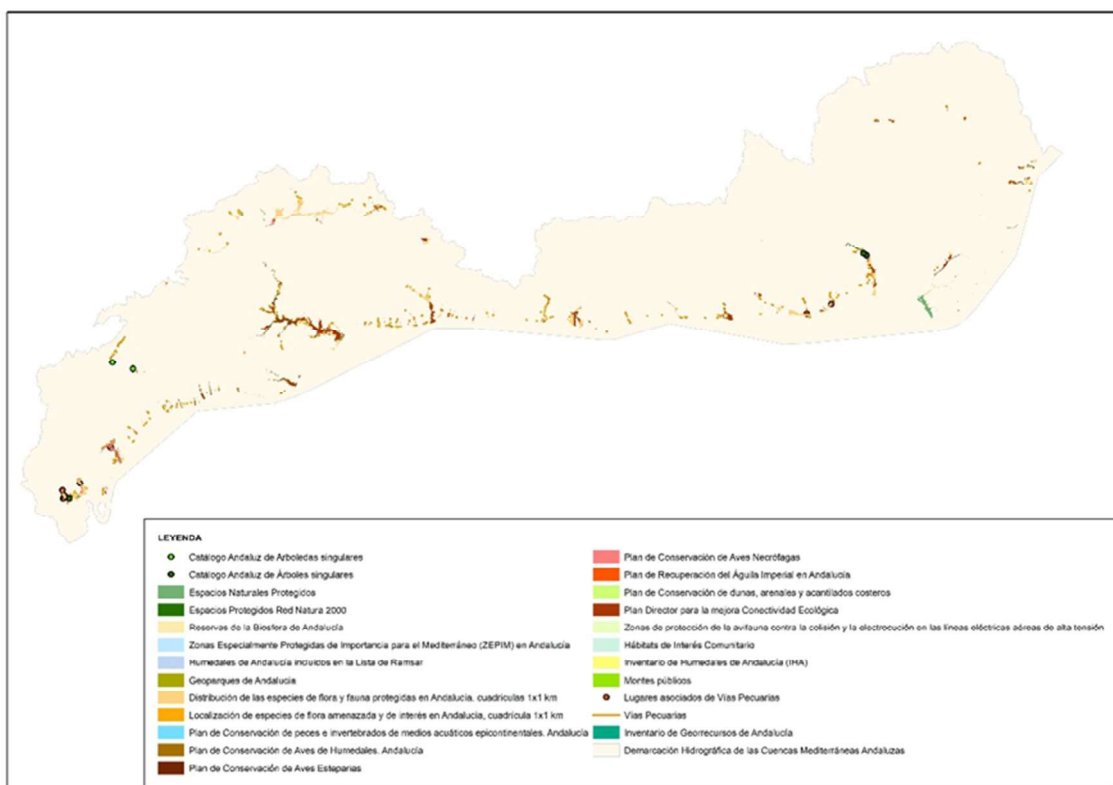 LEYENDA
Catálogo Andaluz de Arboledas singulares
Catálogo Andaluz de Árboles singulares
Espacios Naturales Protegidos
Espacios Protegidos Red Natura 2000
Reservas de la Biosfera de Andalucía
Zonas Especialmente Protegidas de Importancia para el Mediterráneo (ZEPIM) en Andalucía
Humedales de Andalucía incluidos en la Lista de Ramsar
Geoparques de Andalucía
Distribución de las especies de flora y fauna protegidas en Andalucía, cuadrículas 1x1 km
Localización de especies de flora amenazada y de interés en Andalucía, cuadrícula 1x1 km
Plan de Conservación de peces e invertebrados de medios acuáticos epicontinentales. Andalucía
Plan de Conservación de Aves de Humedales. Andalucía
Plan de Conservación de Aves Esteparias
Plan de Conservación de Aves Necrófagas
Plan de Recuperación del Águila Imperial en Andalucía
Plan de Conservación de dunas, arenales y acantilados costeros
Plan Director para la mejora Conectividad Ecológica
Zonas de protección de la avifauna contra la colisión y la electrocución en las líneas eléctricas aéreas de alta tensión
Hábitats de Interés Comunitario
Inventario de Humedales de Andalucía (IHA)
Montes públicos
Lugares asociados de Vías Pecuarias
Vías Pecuarias
Inventario de Georrecursos de Andalucía
Demarcación Hidrográfica de las Cuencas Mediterráneas Andaluzas